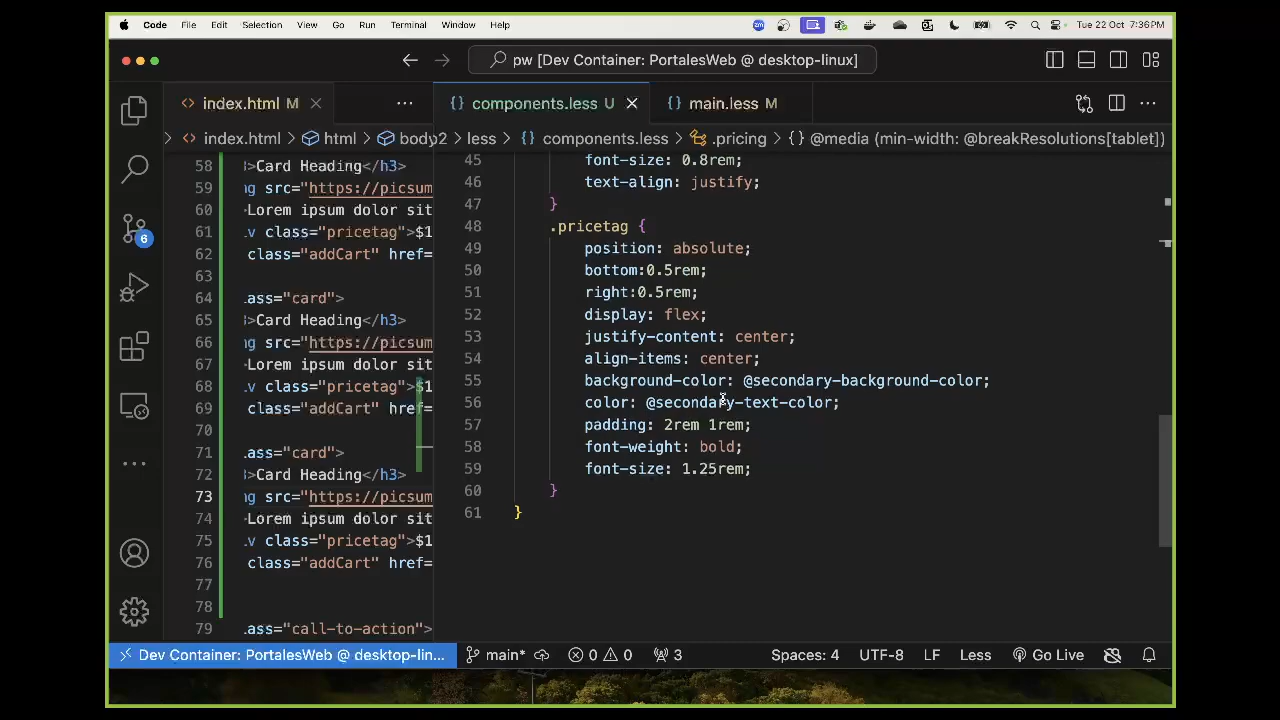 Code File Edit Selection View Go Run Terminal Window Help Tue 22 Oct 7:36 PM
pw [Dev Container: PortalesWeb @ desktop-linux]
index.html M components.less U main.less M
index.html html body2 less components.less .pricing @media (min-width: @breakResolutions[tablet])
58 l>Card Heading</h3>
59 ng src="https://picsum
60 Lorem ipsum dolor sit
61 .v class="pricetag">$1
62 class="addCart" href=
63
64 .ass="card">
65 l>Card Heading</h3>
66 ng src="https://picsum
67 Lorem ipsum dolor sit
68 .v class="pricetag">$1
69 class="addCart" href=
70
71 .ass="card">
72 l>Card Heading</h3>
73 ng src="https://picsum
74 Lorem ipsum dolor sit
75 .v class="pricetag">$1
76 class="addCart" href=
77
78
79 .ass="call-to-action">
45 font-size: 0.8rem;
46 text-align: justify;
47 }
48 .pricetag {
49 position: absolute;
50 bottom:0.5rem;
51 right:0.5rem;
52 display: flex;
53 justify-content: center;
54 align-items: center;
55 background-color: @secondary-background-color;
56 color: @secondary-text-color;
57 padding: 2rem 1rem;
58 font-weight: bold;
59 font-size: 1.25rem;
60 }
61 }
6
Dev Container: PortalesWeb @ desktop-lin... main* 0 0 3 Spaces: 4 UTF-8 LF Less Go Live